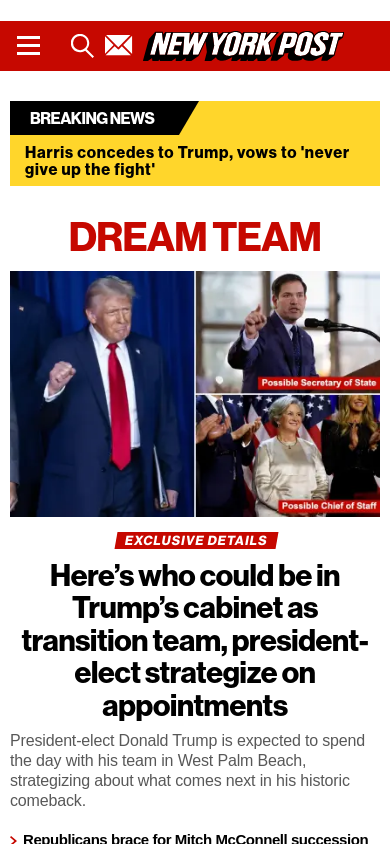 NEW YORK POST
BREAKING NEWS
Harris concedes to Trump, vows to 'never
give up the fight'
DREAM TEAM
Possible Secretary of State
Possible Chief of Staff
EXCLUSIVE DETAILS
Here’s who could be in
Trump’s cabinet as
transition team, president-
elect strategize on
appointments
President-elect Donald Trump is expected to spend
the day with his team in West Palm Beach,
strategizing about what comes next in his historic
comeback.
Republicans brace for Mitch McConnell succession